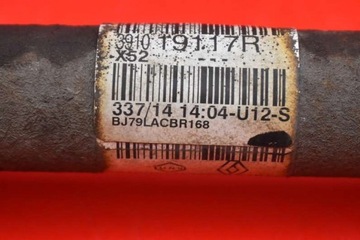 3910 19117R
-X52 ---
337/14 14:04-U12-S
BJ79LACBR168